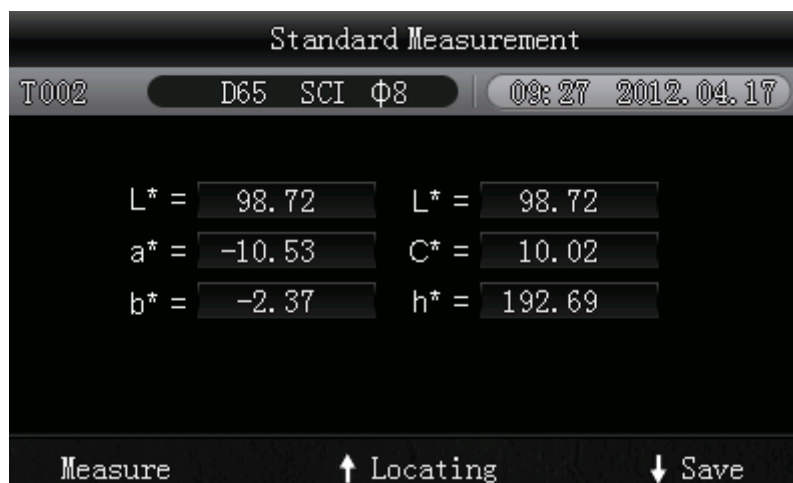 Standard Measurement
T002 D65 SCI Φ8 09:27 2012.04.17
L* = 98.72 L* = 98.72
a* = -10.53 C* = 10.02
b* = -2.37 h* = 192.69
Measure ↑ Locating ↓ Save